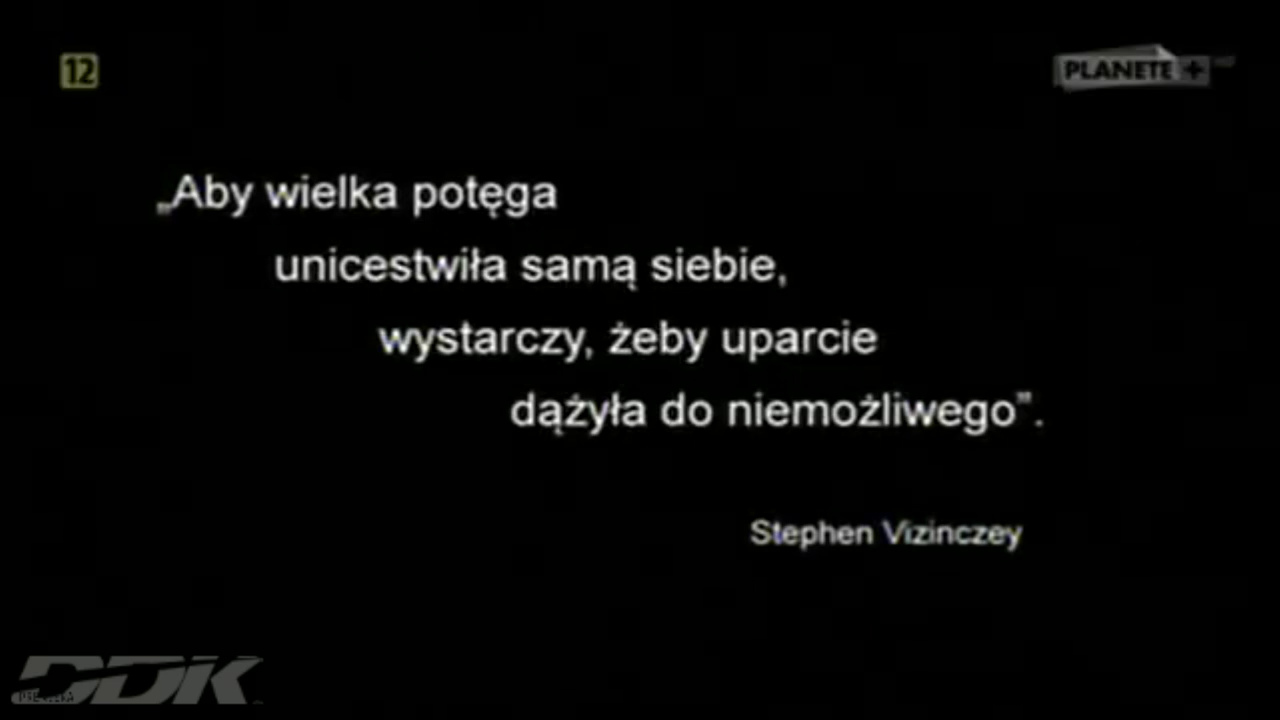 12
PLANETE +
„Aby wielka potęga
unicestwiła samą siebie,
wystarczy, żeby uparcie
dążyła do niemożliwego”.
Stephen Vizinczey
DDK